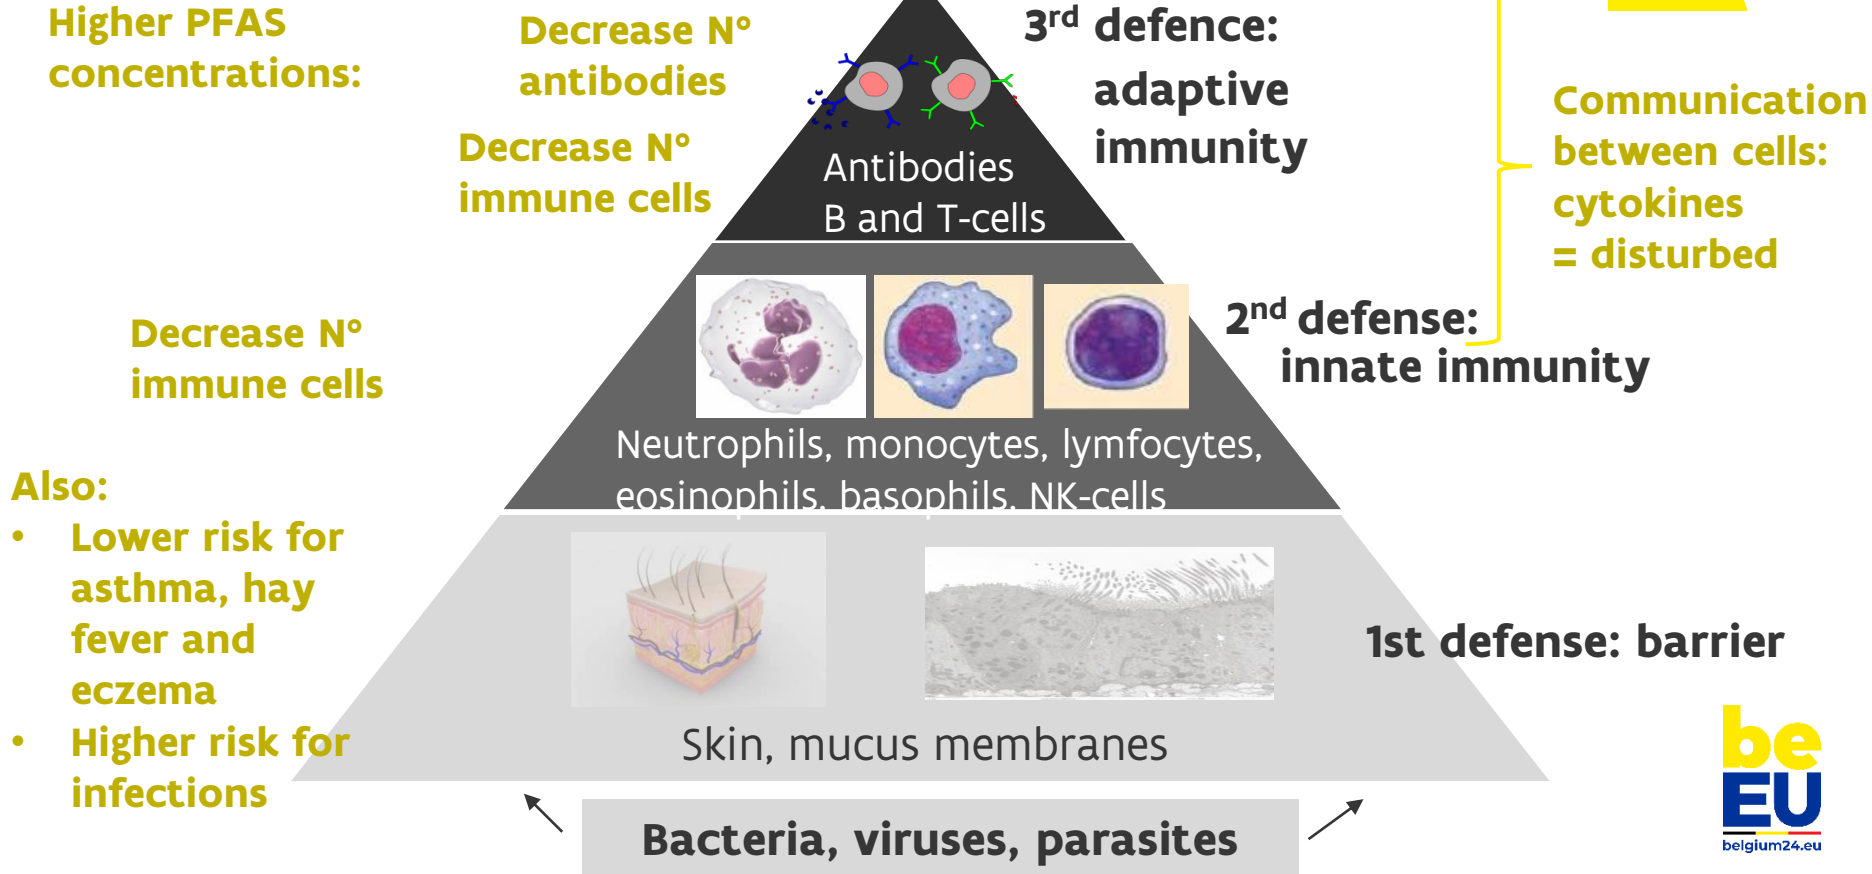 Higher PFAS
concentrations:
Decrease N°
antibodies
Decrease N°
immune cells
3rd defence:
adaptive
immunity
Antibodies
B and T-cells
Communication
between cells:
cytokines
= disturbed
Decrease N°
immune cells
2nd defense:
innate immunity
Neutrophils, monocytes, lymfocytes,
eosinophils, basophils, NK-cells
Also:
• Lower risk for
asthma, hay
fever and
eczema
• Higher risk for
infections
1st defense: barrier
Skin, mucus membranes
Bacteria, viruses, parasites
be
EU
belgium24.eu